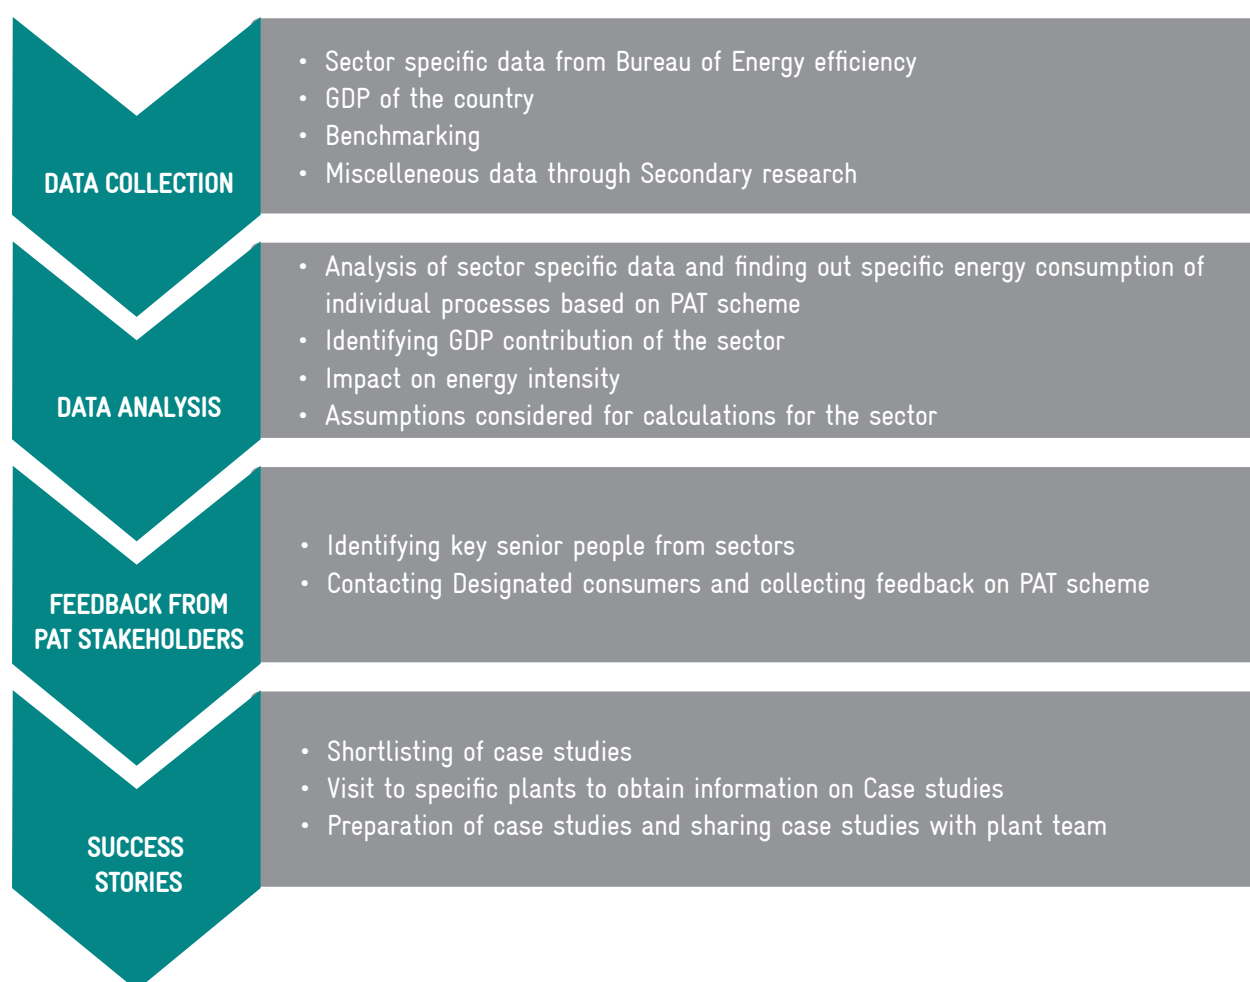 DATA COLLECTION
• Sector specific data from Bureau of Energy efficiency
• GDP of the country
• Benchmarking
• Miscelleneous data through Secondary research
DATA ANALYSIS
• Analysis of sector specific data and finding out specific energy consumption of
individual processes based on PAT scheme
• Identifying GDP contribution of the sector
• Impact on energy intensity
• Assumptions considered for calculations for the sector
FEEDBACK FROM
PAT STAKEHOLDERS
• Identifying key senior people from sectors
• Contacting Designated consumers and collecting feedback on PAT scheme
SUCCESS
STORIES
• Shortlisting of case studies
• Visit to specific plants to obtain information on Case studies
• Preparation of case studies and sharing case studies with plant team